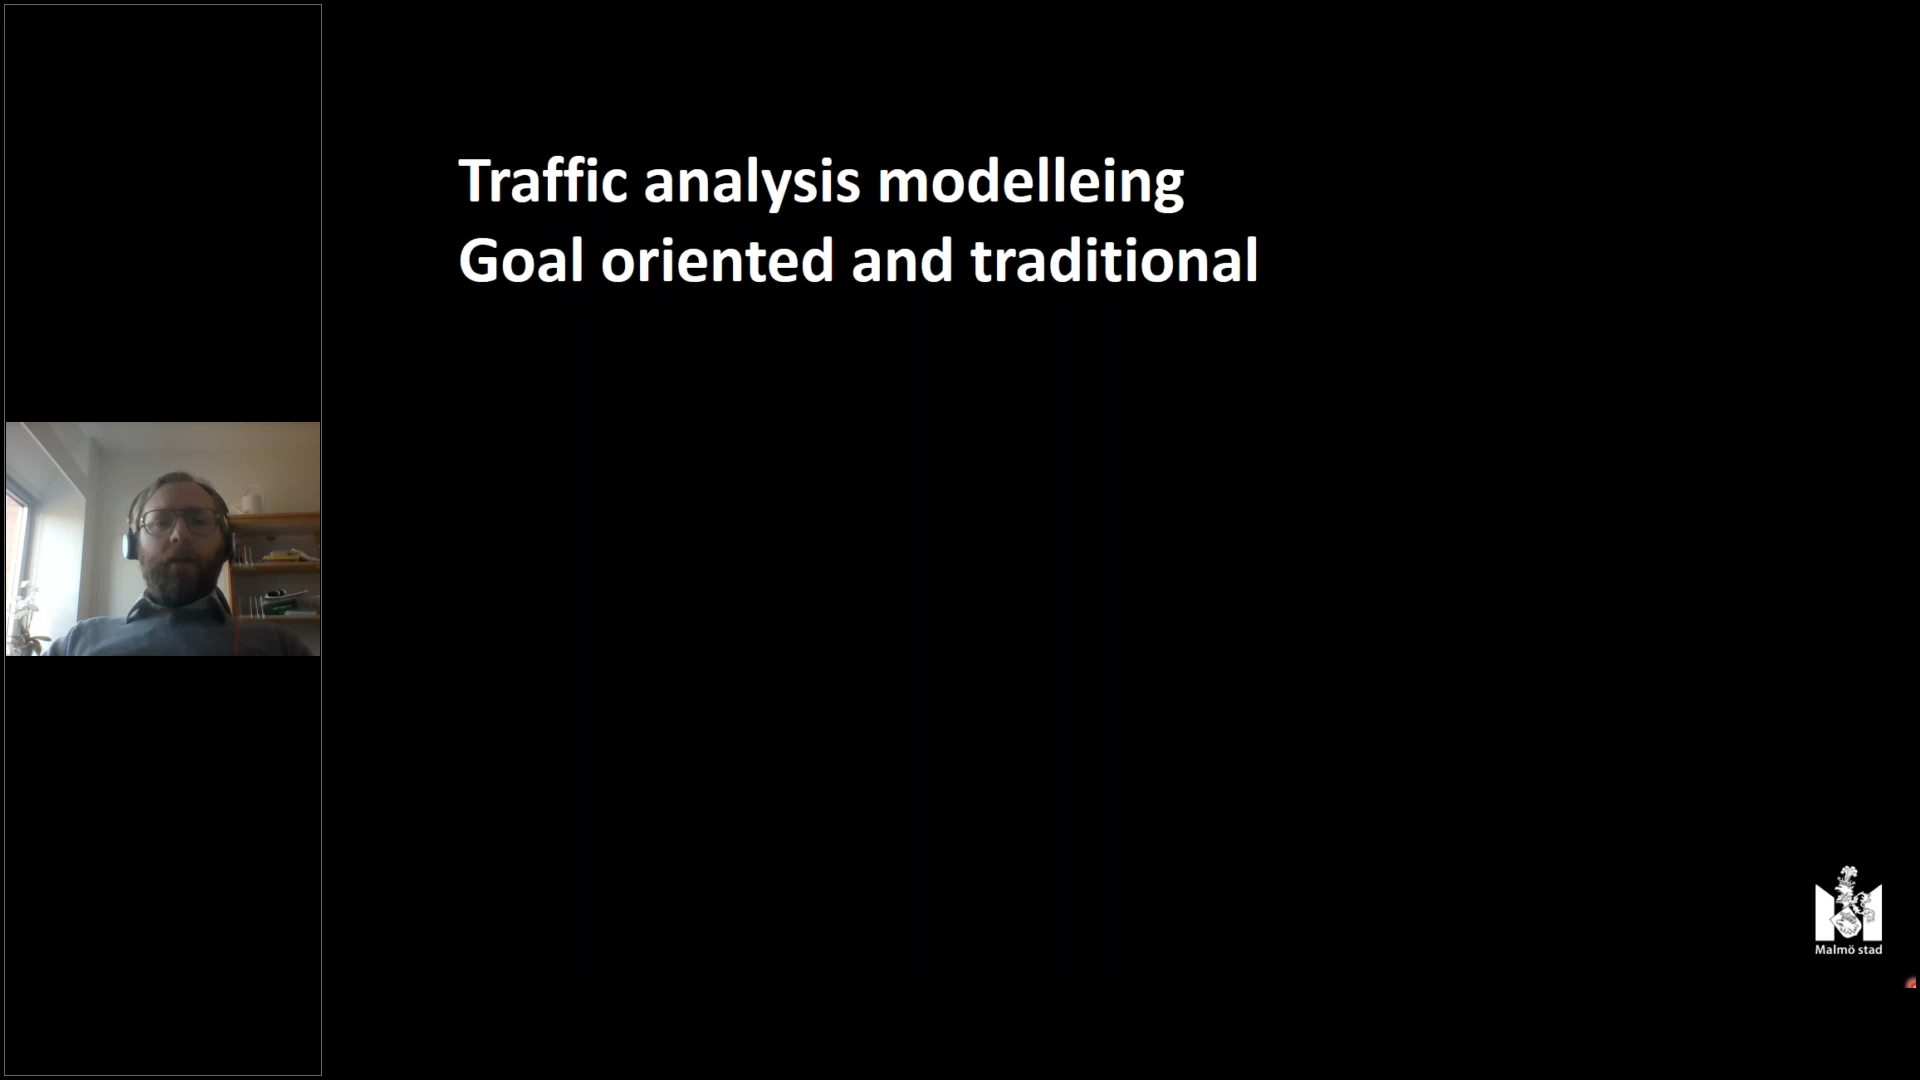 Traffic analysis modelleing
Goal oriented and traditional
Malmö stad